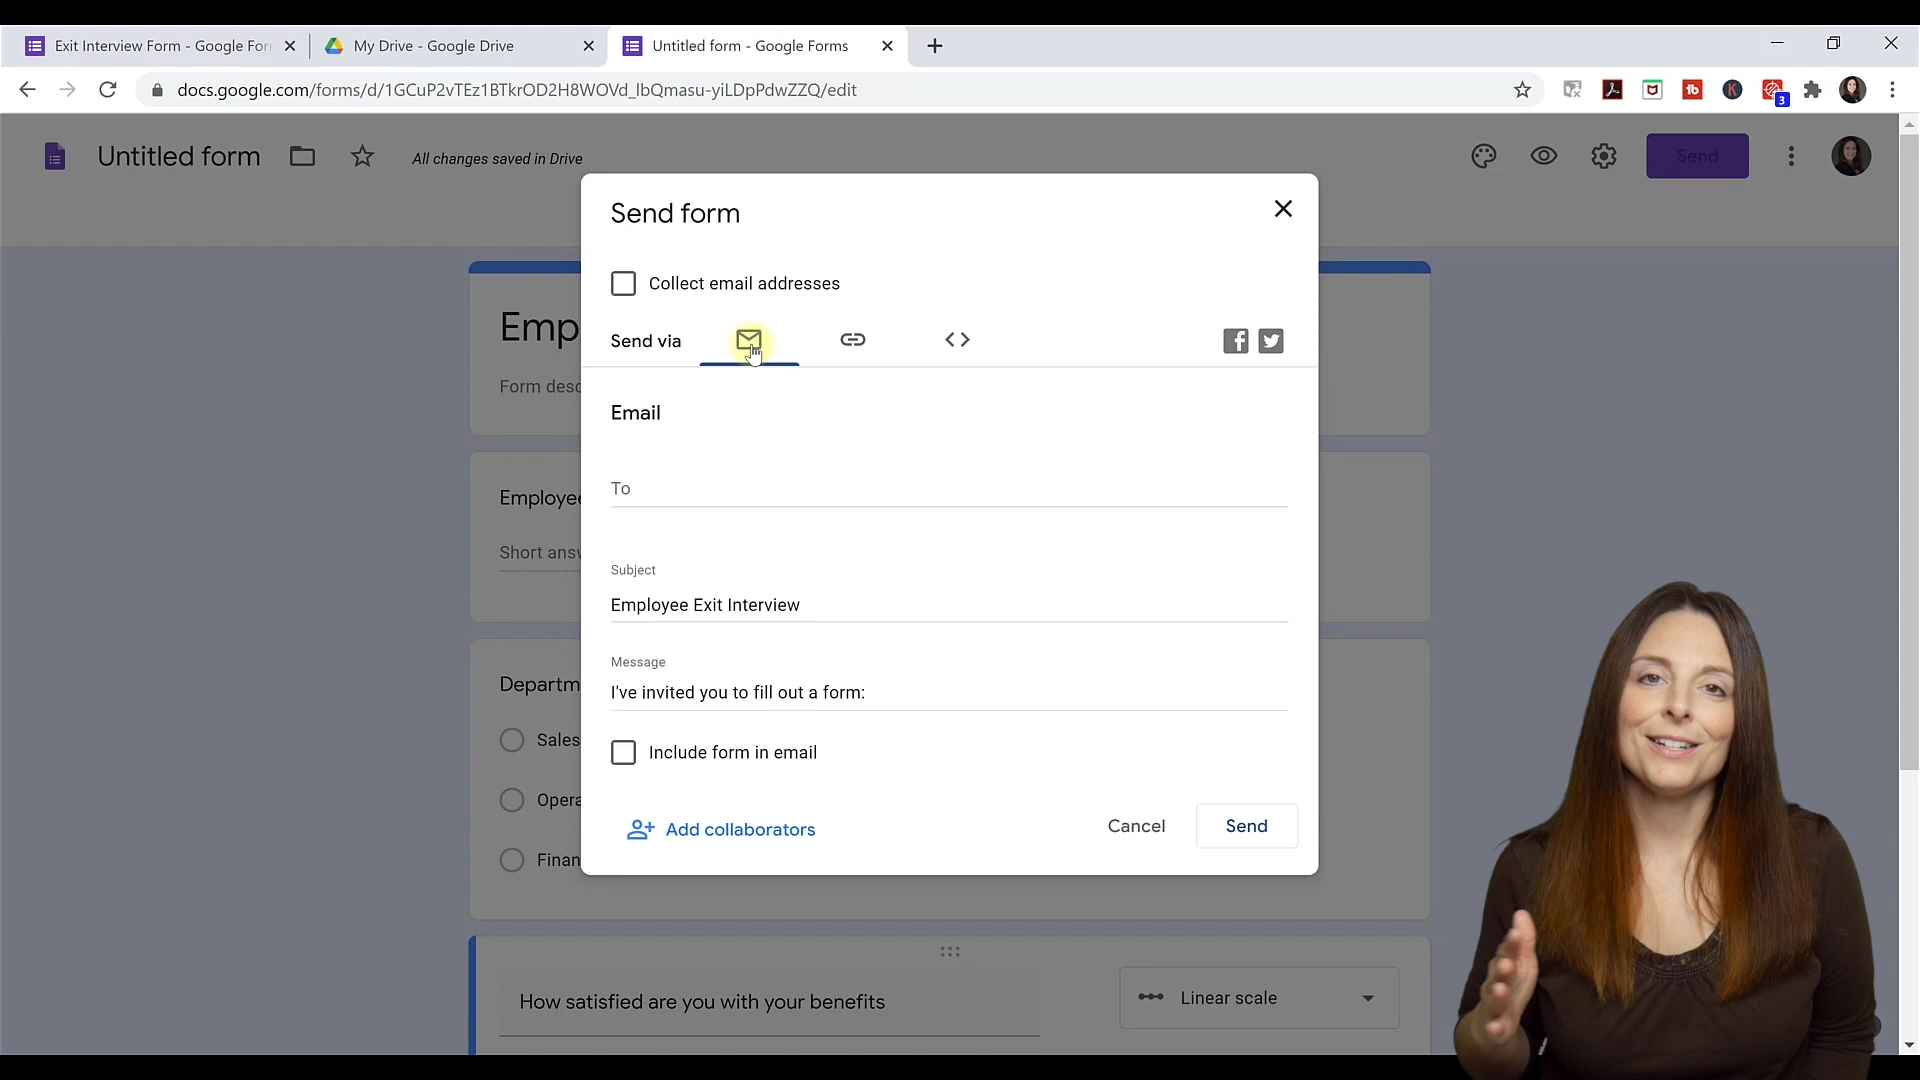 Exit Interview Form - Google For
My Drive - Google Drive
Untitled form - Google Forms
docs.google.com/forms/d/1GCuP2vTEz1BTkrOD2H8WOVd_lbQmasu-yiLDpPdwZZQ/edit
3
Untitled form
All changes saved in Drive
Send
Send form
Collect email addresses
Send via
Emp
Form desc
Email
To
Employee
Short answ
Subject
Employee Exit Interview
Message
I've invited you to fill out a form:
Departm
Sales
Include form in email
Opera
Add collaborators
Cancel
Send
Finan
How satisfied are you with your benefits
Linear scale